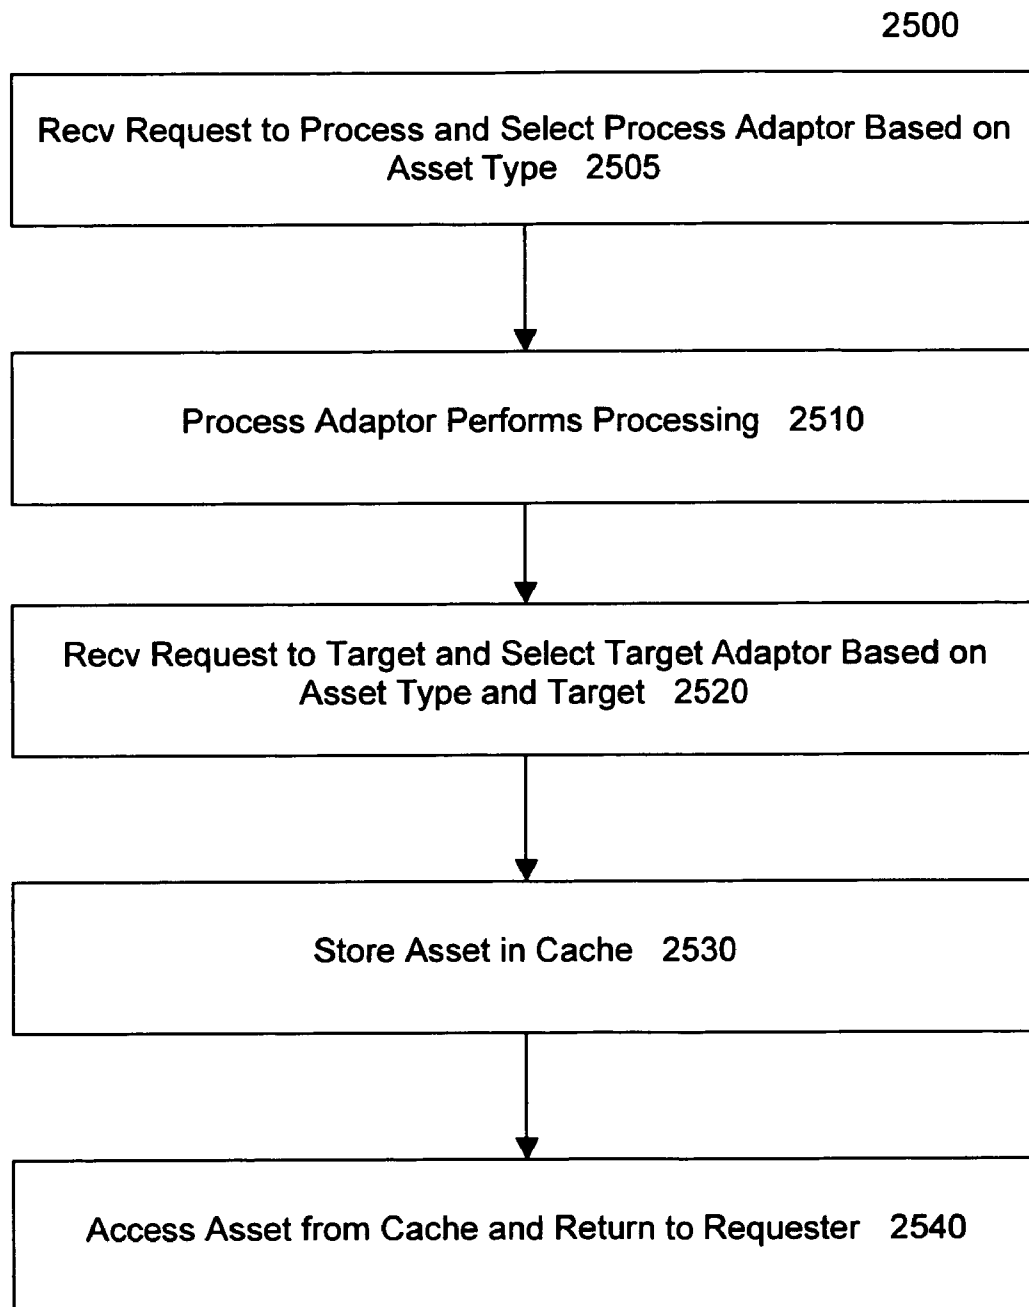 2500
Recv Request to Process and Select Process Adaptor Based on
Asset Type 2505
Process Adaptor Performs Processing 2510
Recv Request to Target and Select Target Adaptor Based on
Asset Type and Target 2520
Store Asset in Cache 2530
Access Asset from Cache and Return to Requester 2540